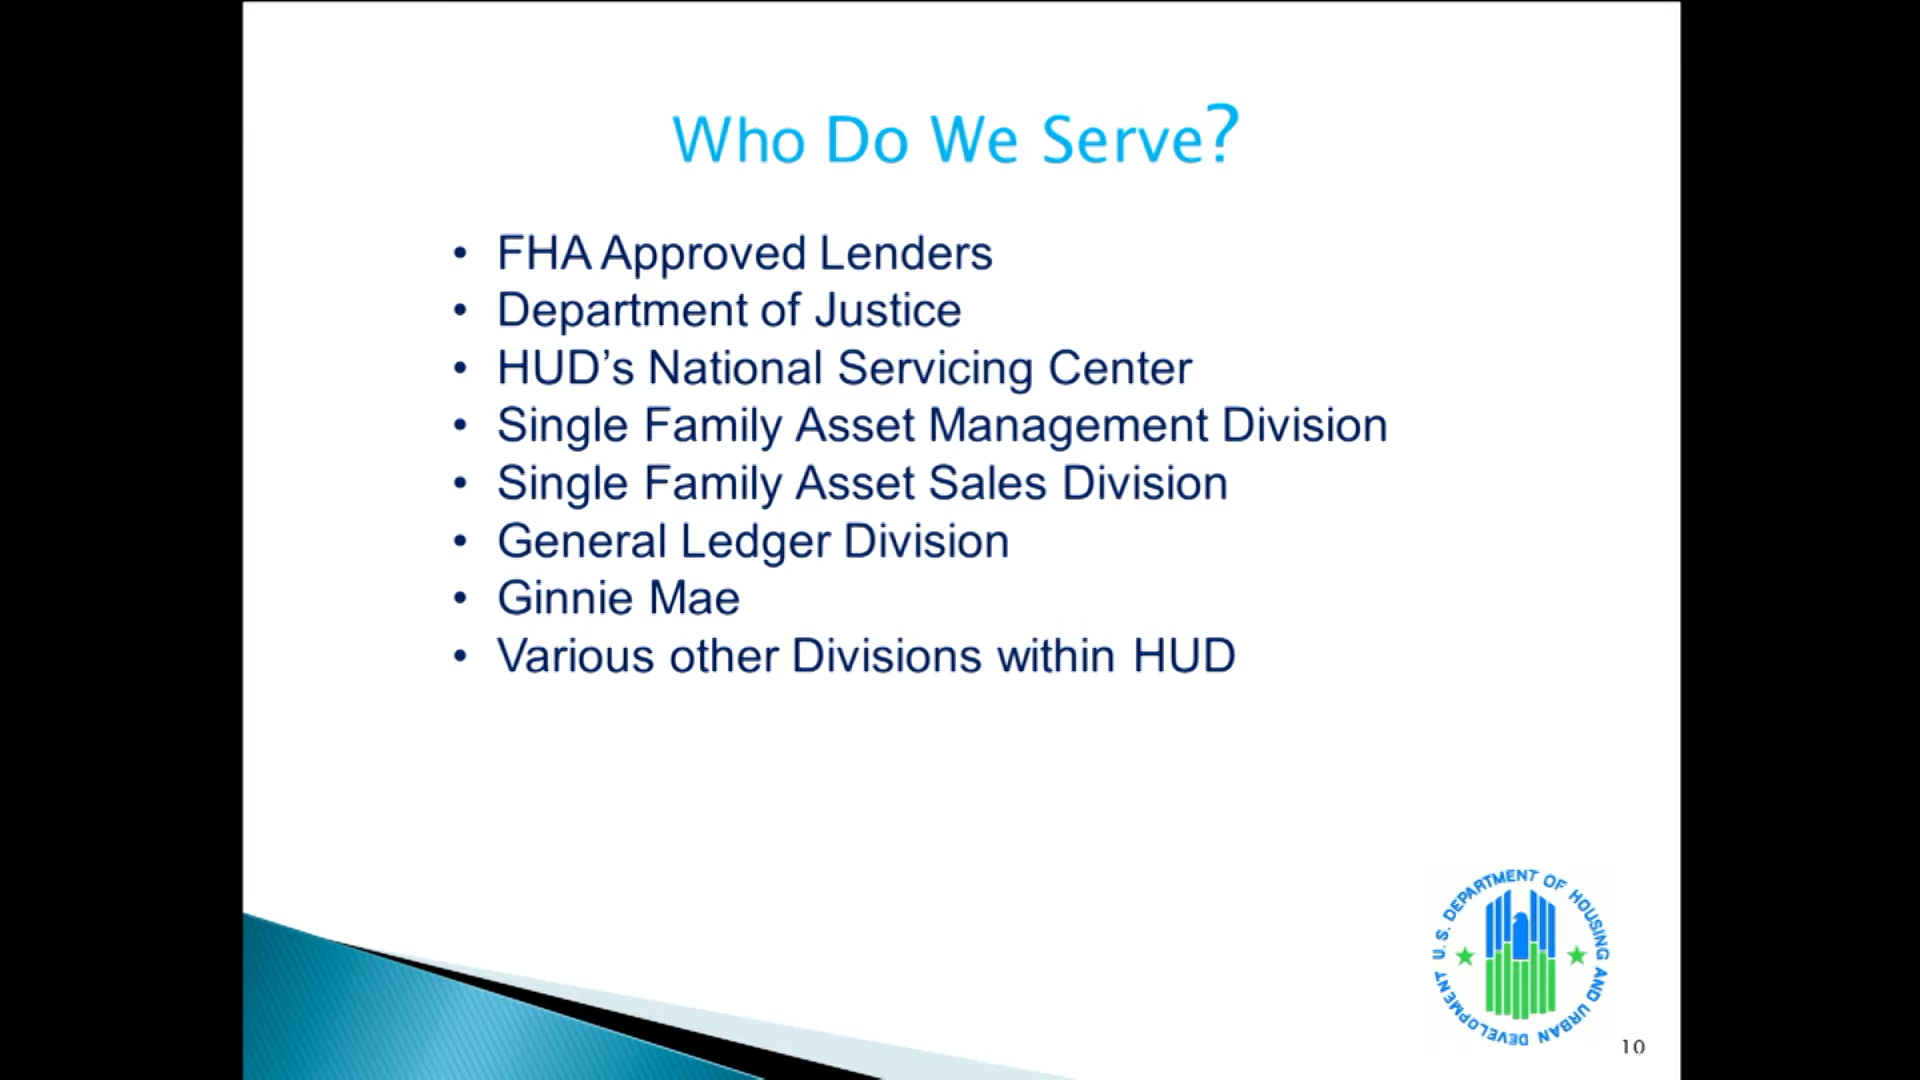 Who Do We Serve?
• FHA Approved Lenders
• Department of Justice
• HUD’s National Servicing Center
• Single Family Asset Management Division
• Single Family Asset Sales Division
• General Ledger Division
• Ginnie Mae
• Various other Divisions within HUD
U.S. DEPARTMENT OF HOUSING AND URBAN DEVELOPMENT
10